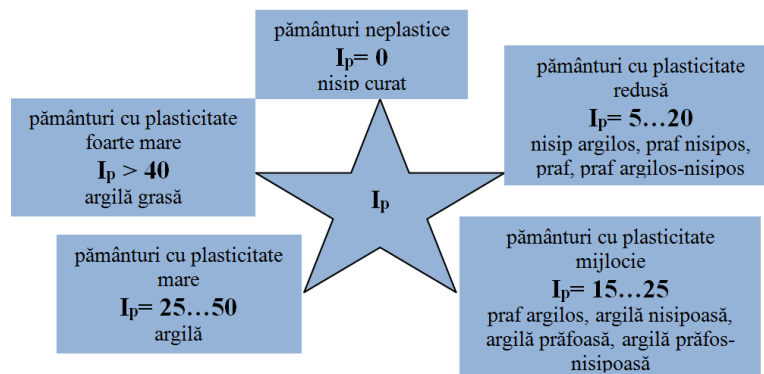 pământuri neplastice
Ip= 0
nisip curat
pământuri cu plasticitate
redusă
Ip= 5…20
nisip argilos, praf nisipos,
praf, praf argilos-nisipos
pământuri cu plasticitate
foarte mare
Ip > 40
argilă grasă
Ip
pământuri cu plasticitate
mare
Ip= 25…50
argilă
pământuri cu plasticitate
mijlocie
Ip= 15…25
praf argilos, argilă nisipoasă,
argilă prăfoasă, argilă prăfos-
nisipoasă